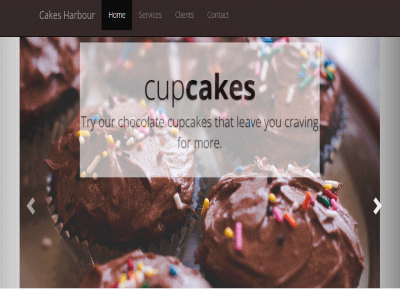 Cakes Harbour Home Services Clients Contact
cupcakes
Try our chocolate cupcakes that leave you craving
for more.